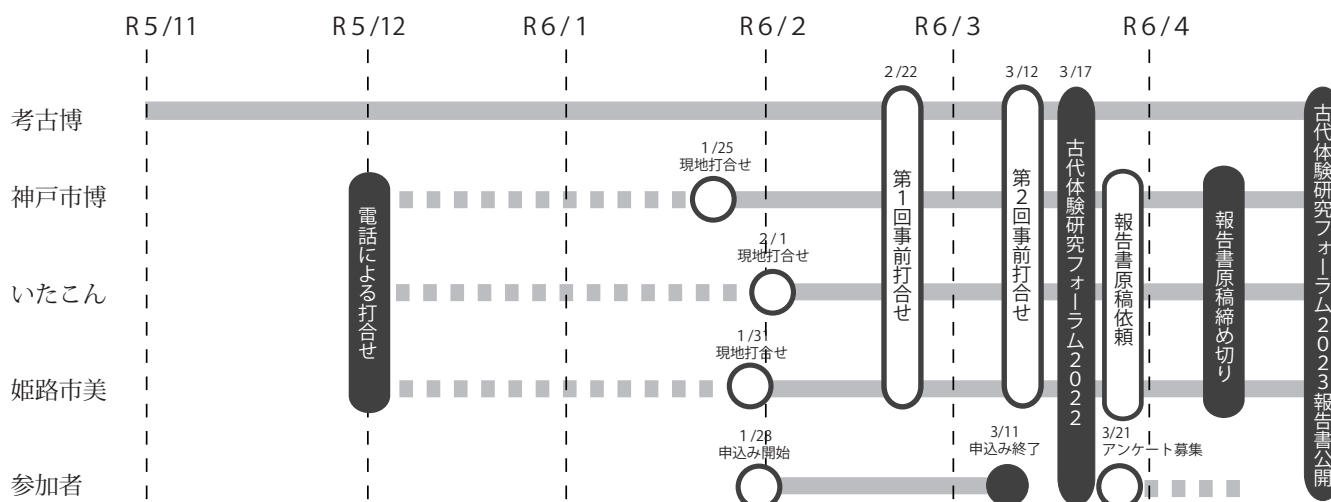 R5/11
R5/12
R6/1
R6/2
R6/3
R6/4
2/22
3/12
3/17
考古博
1/25
現地打合せ
神戸市博
2/1
現地打合せ
いたこん
1/31
現地打合せ
姫路市美
1/28
申込み開始
3/11
申込み終了
3/21
アンケート募集
参加者
電話による打合せ
第1回事前打合せ
第2回事前打合せ
古代体験研究フォーラム2022
報告書原稿依頼
報告書原稿締め切り
古代体験研究フォーラム2023報告書公開